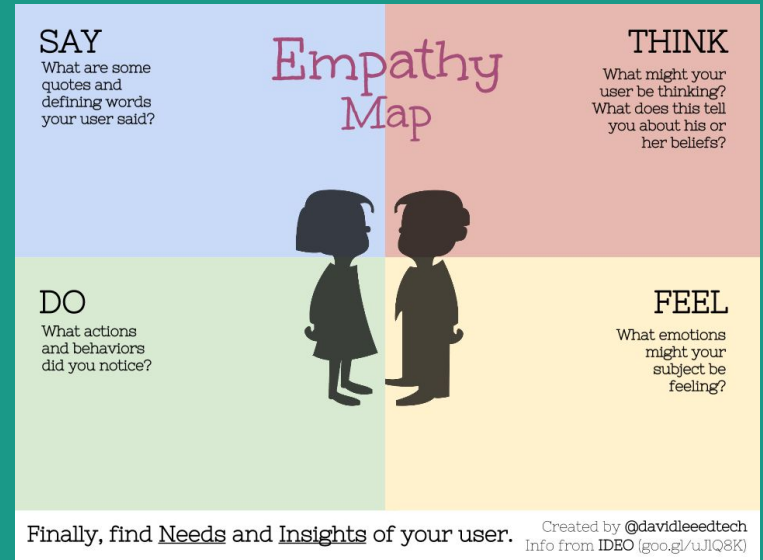 Empathy
Map
SAY
What are some
quotes and
defining words
your user said?
THINK
What might your
user be thinking?
What does this tell
you about his or
her beliefs?
DO
What actions
and behaviors
did you notice?
FEEL
What emotions
might your
subject be
feeling?
Finally, find Needs and Insights of your user.
Created by @davidleeedtech
Info from IDEO (goo.gl/uJlQ8K)